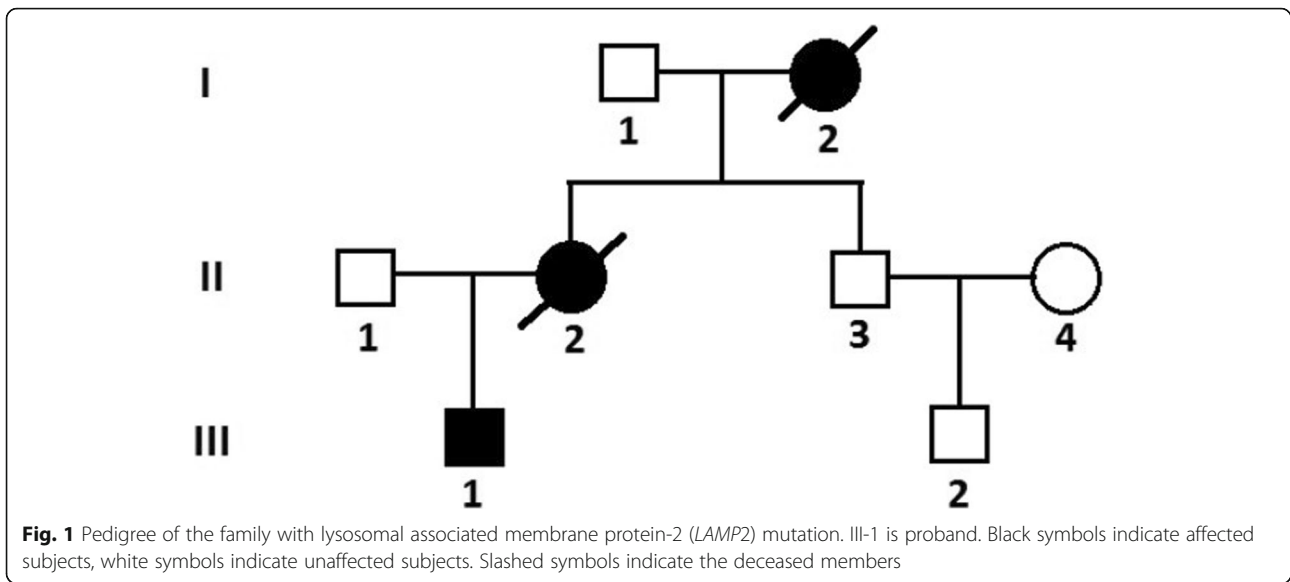 I
1
2
II
1
2
3
4
III
1
2
Fig. 1 Pedigree of the family with lysosomal associated membrane protein-2 (LAMP2) mutation. III-1 is proband. Black symbols indicate affected
subjects, white symbols indicate unaffected subjects. Slashed symbols indicate the deceased members